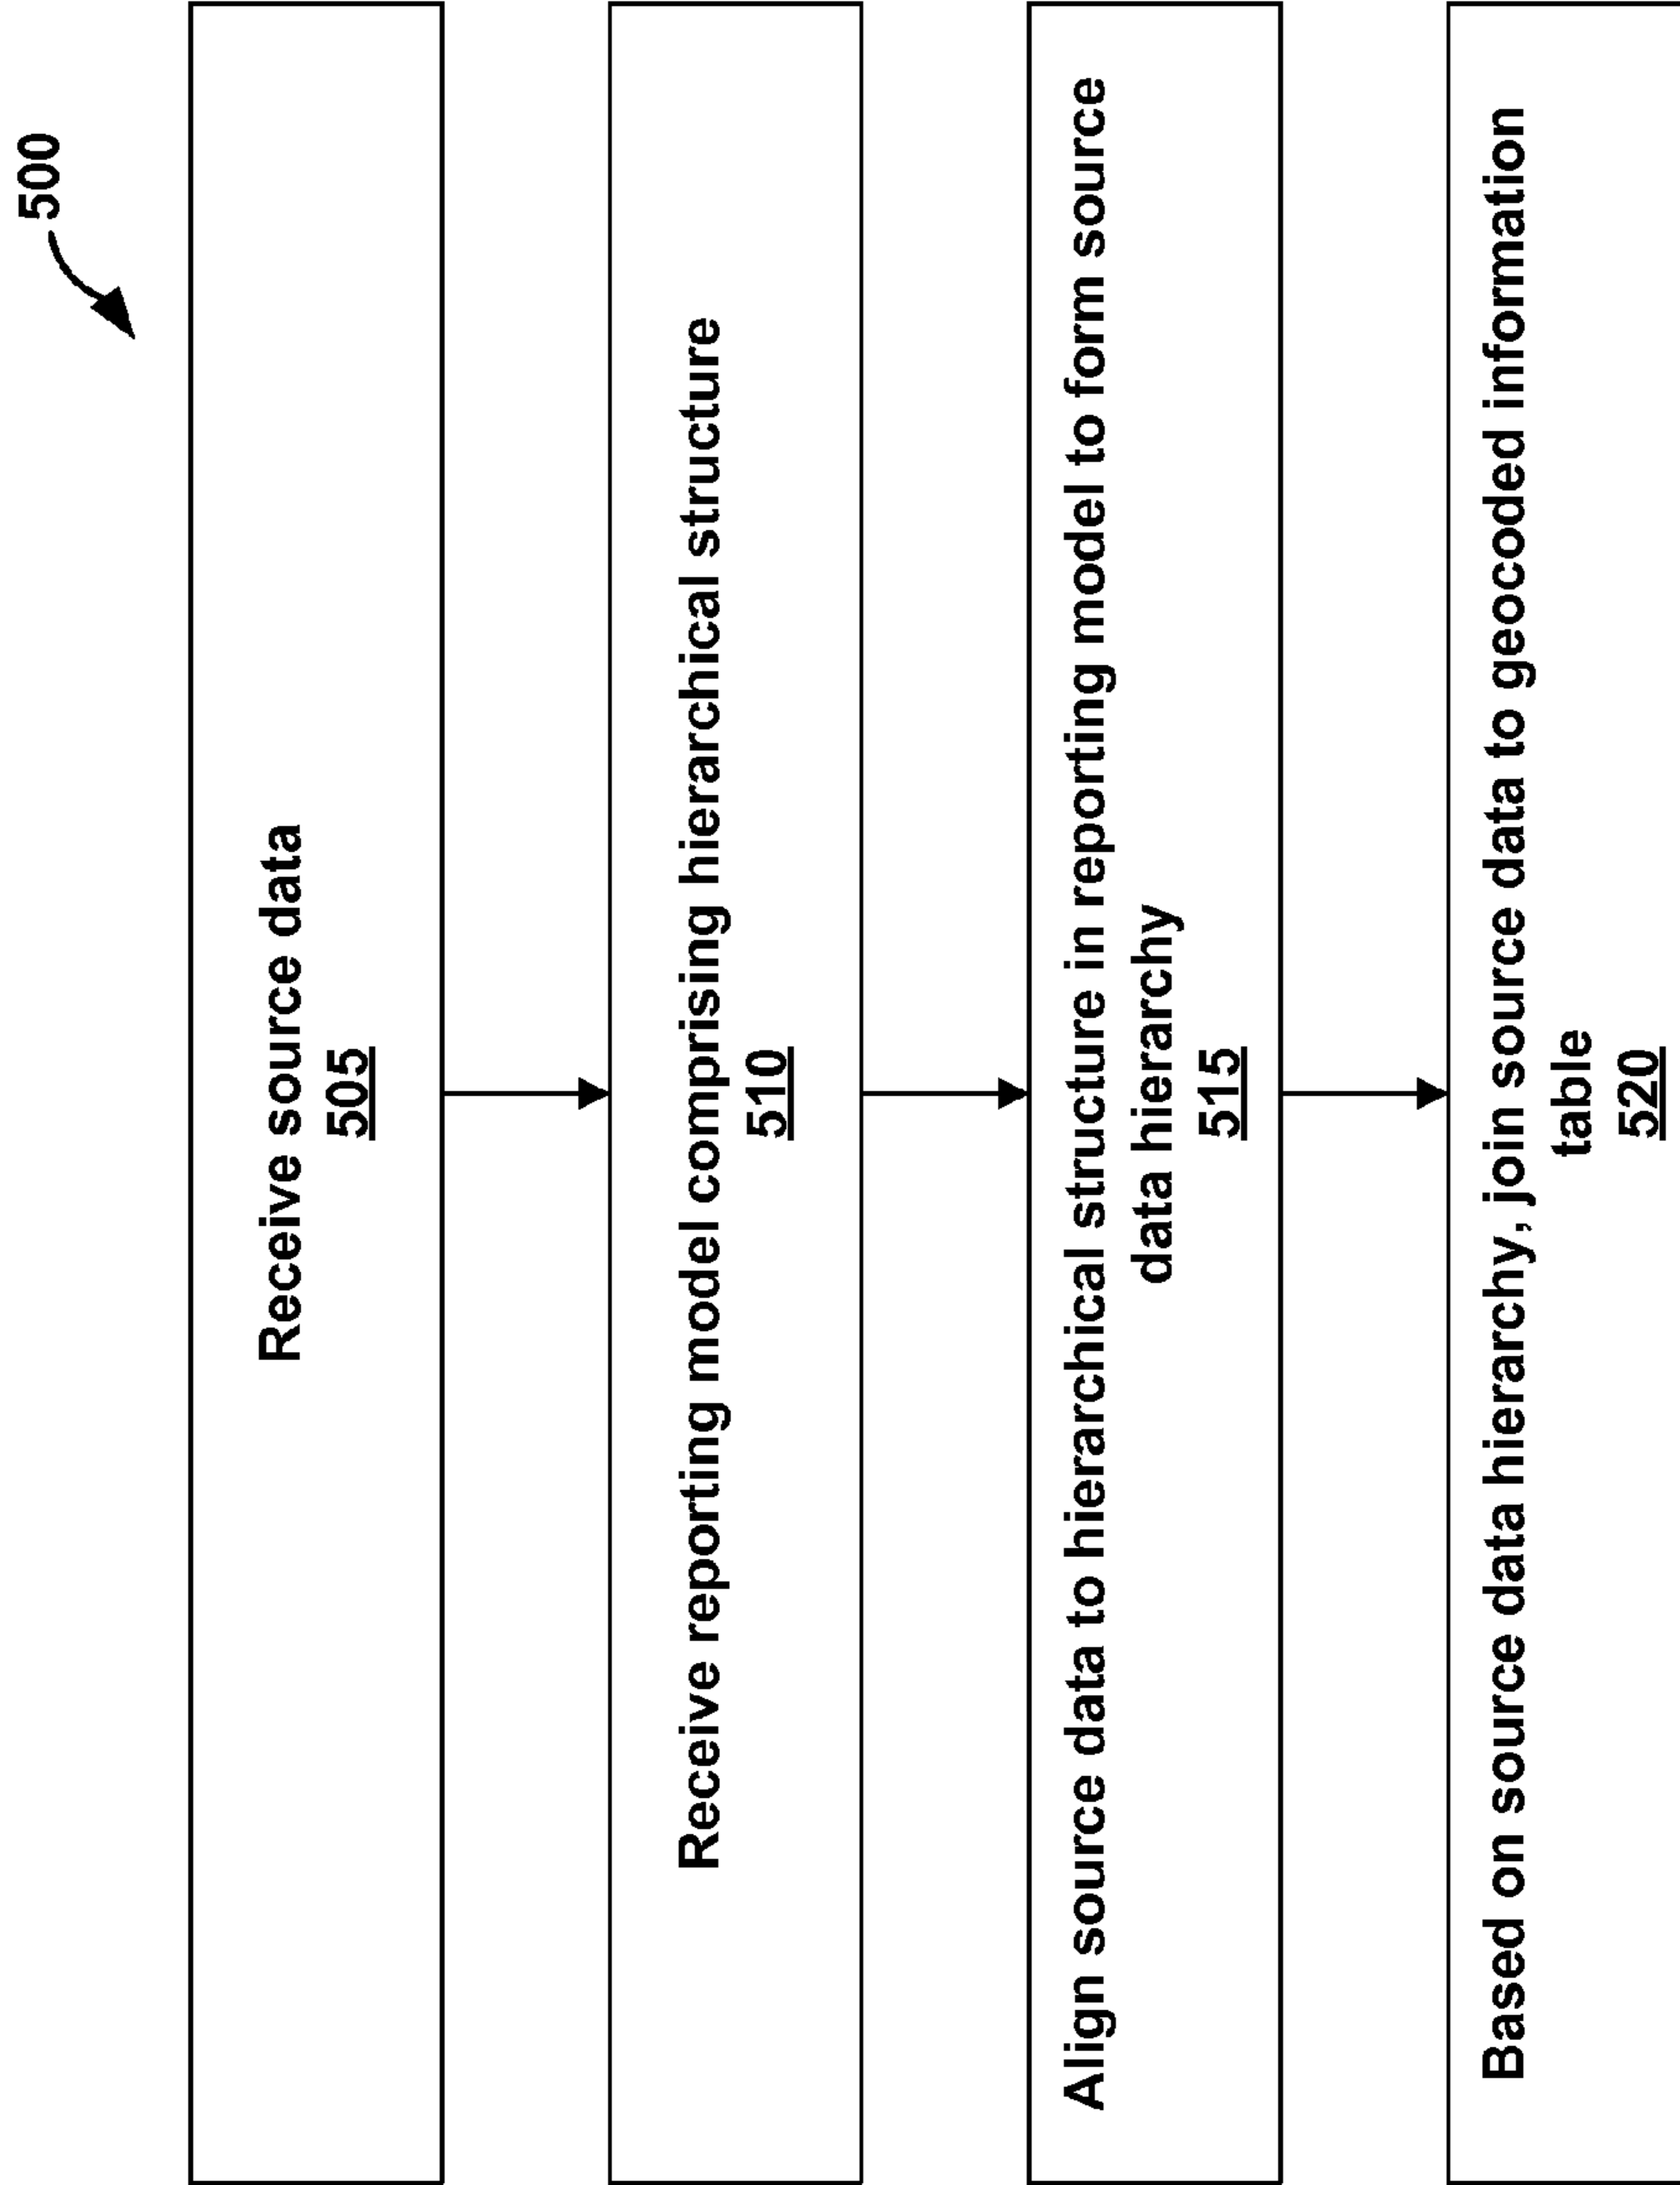 500
Receive source data
505
Receive reporting model comprising hierarchical structure
510
Align source data to hierarchical structure in reporting model to form source
data hierarchy
515
Based on source data hierarchy, join source data to geocoded information
table
520